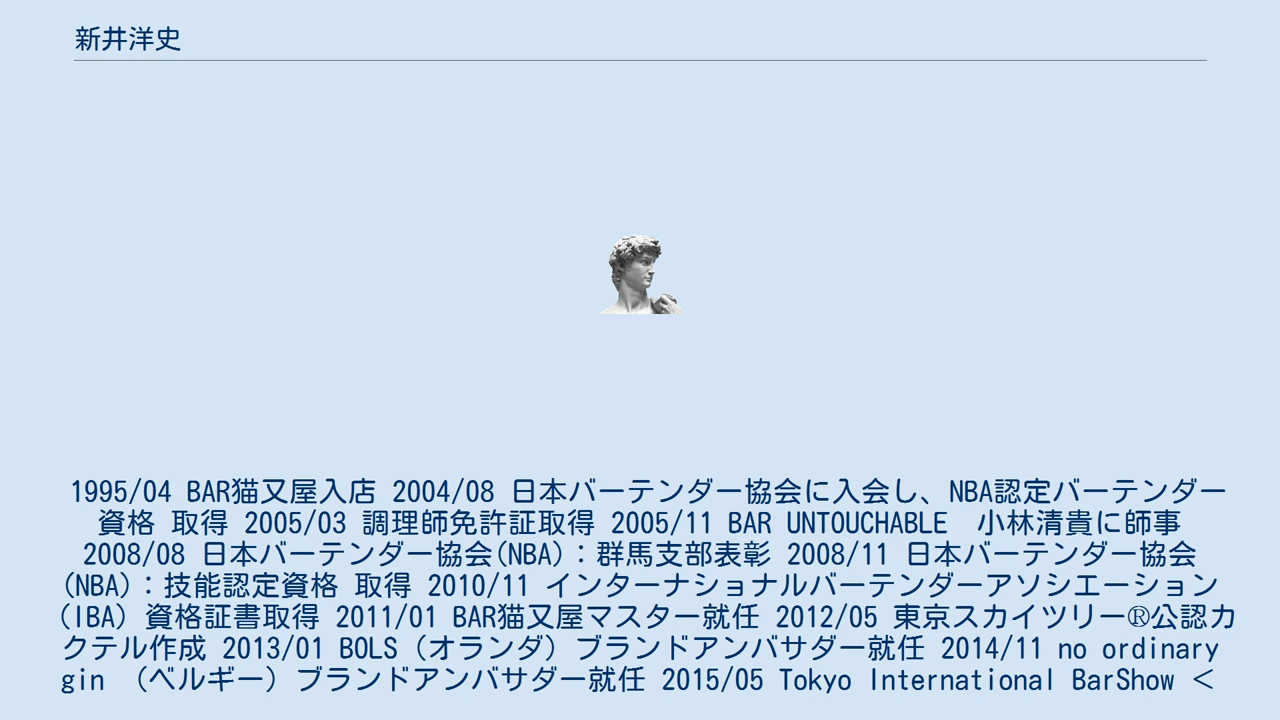 新井洋史
1995/04 BAR猫又屋入店 2004/08 日本バーテンダー協会に入会し、NBA認定バーテンダー
資格 取得 2005/03 調理師免許証取得 2005/11 BAR UNTOUCHABLE　小林清貴に師事
2008/08 日本バーテンダー協会(NBA)：群馬支部表彰 2008/11 日本バーテンダー協会
(NBA)：技能認定資格 取得 2010/11 インターナショナルバーテンダーアソシエーション
(IBA）資格証書取得 2011/01 BAR猫又屋マスター就任 2012/05 東京スカイツリー®公認カ
クテル作成 2013/01 BOLS（オランダ）ブランドアンバサダー就任 2014/11 no ordinary
gin （ベルギー）ブランドアンバサダー就任 2015/05 Tokyo International BarShow ＜